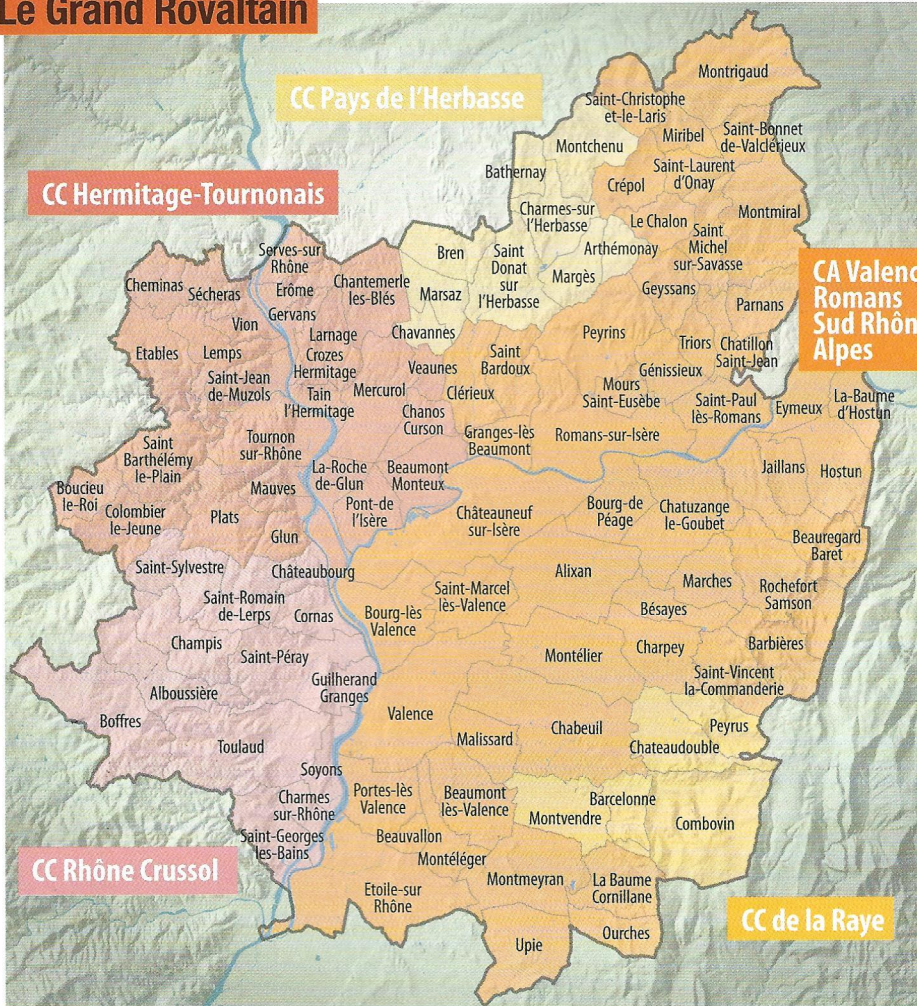 Le Grand Rovaltain
CC Pays de l'Herbasse
CC Hermitage-Tournonais
CA Valenc
Romans
Sud Rhôn
Alpes
CC Rhône Crussol
CC de la Raye
Montrigaud
Saint-Christophe
et-le-Laris
Miribel
Saint-Bonnet
de-Valclérieux
Montchenu
Bathernay
Saint-Laurent
d'Onay
Crépol
Charmes-sur
l'Herbasse
Le Chalon
Montmiral
Saint
Michel
sur-Savasse
Arthémonay
Bren
Saint
Donat
sur
l'Herbasse
Margès
Geyssans
Parnans
Marsaz
Chavannes
Serves-sur
Rhône
Erôme
Chantemerle
les-Blés
Cheminas
Sécheras
Gervans
Vion
Larnage
Etables
Lemps
Crozes
Hermitage
Saint-Jean
de-Muzols
Tain
l'Hermitage
Mercurol
Veaunes
Chanos
Curson
Saint
Bardoux
Clérieux
Peyrins
Triors
Chatillon
Saint-Jean
Génissieux
Mours
Saint-Eusèbe
Saint-Paul
lès-Romans
Eymeux
La-Baume
d'Hostun
Granges-lès
Beaumont
Romans-sur-Isère
Tournon
sur-Rhône
Saint
Barthélémy
le-Plain
La-Roche
de-Glun
Beaumont
Monteux
Jaillans
Hostun
Boucieu
le-Roi
Colombier
le-Jeune
Mauves
Plats
Pont-de
l'Isère
Glun
Châteauneuf
sur-Isère
Bourg-de
Péage
Chatuzange
le-Goubet
Beauregard
Baret
Saint-Sylvestre
Châteaubourg
Alixan
Marches
Rochefort
Samson
Saint-Romain
de-Lerps
Cornas
Bourg-lès
Valence
Saint-Marcel
lès-Valence
Bésayes
Champis
Saint-Péray
Montélier
Charpey
Barbières
Saint-Vincent
la-Commanderie
Guilherand
Granges
Alboussière
Boffres
Valence
Peyrus
Toulaud
Malissard
Chabeuil
Chateaudouble
Soyons
Charmes
sur-Rhône
Portes-lès
Valence
Beaumont
lès-Valence
Barcelonne
Montvendre
Combovin
Saint-Georges
les-Bains
Beauvallon
Montéléger
Etoile-sur
Rhône
Montmeyran
La Baume
Cornillane
Ourches
Upie